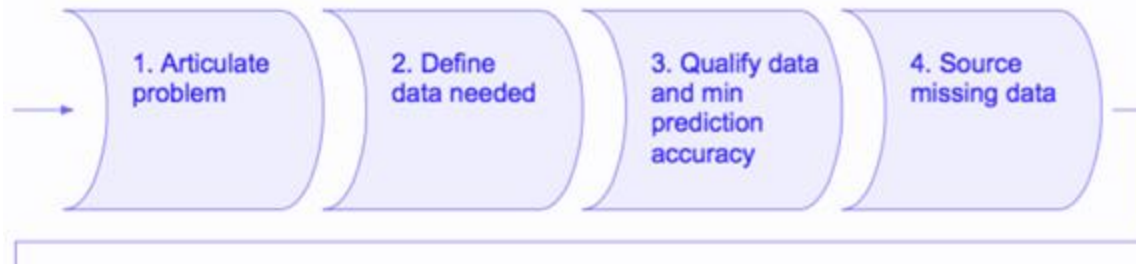 1. Articulate
problem
2. Define
data needed
3. Qualify data
and min
prediction
accuracy
4. Source
missing data